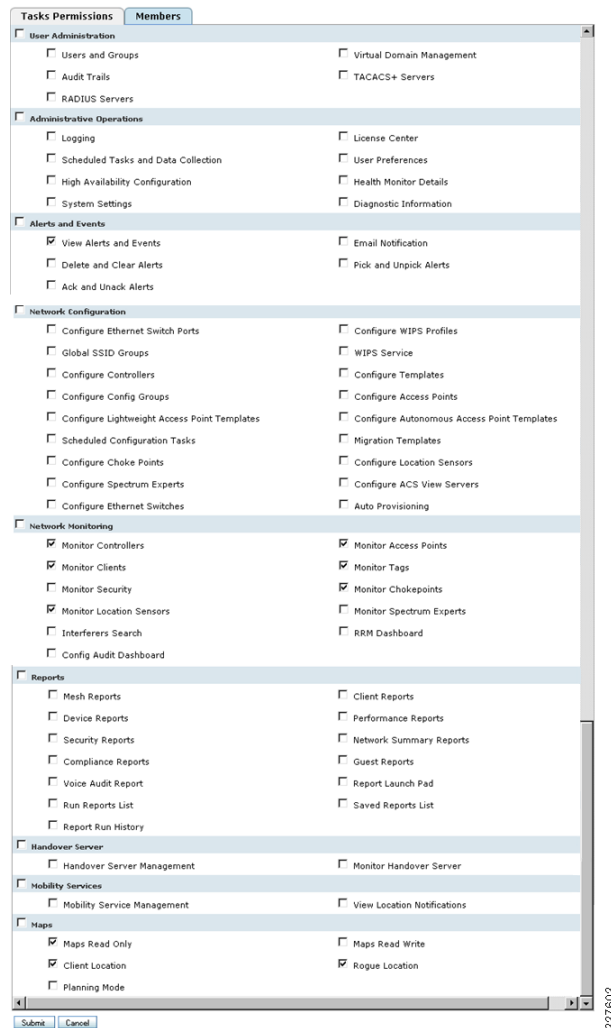 Tasks Permissions Members
User Administration
Users and Groups Virtual Domain Management
Audit Trails TACACS+ Servers
RADIUS Servers
Administrative Operations
Logging License Center
Scheduled Tasks and Data Collection User Preferences
High Availability Configuration Health Monitor Details
System Settings Diagnostic Information
Alerts and Events
View Alerts and Events Email Notification
Delete and Clear Alerts Pick and Unpick Alerts
Ack and Unack Alerts
Network Configuration
Configure Ethernet Switch Ports Configure WIPS Profiles
Global SSID Groups WIPS Service
Configure Controllers Configure Templates
Configure Config Groups Configure Access Points
Configure Lightweight Access Point Templates Configure Autonomous Access Point Templates
Scheduled Configuration Tasks Migration Templates
Configure Choke Points Configure Location Sensors
Configure Spectrum Experts Configure ACS View Servers
Configure Ethernet Switches Auto Provisioning
Network Monitoring
Monitor Controllers Monitor Access Points
Monitor Clients Monitor Tags
Monitor Security Monitor Chokepoints
Monitor Location Sensors Monitor Spectrum Experts
Interferers Search RRM Dashboard
Config Audit Dashboard
Reports
Mesh Reports Client Reports
Device Reports Performance Reports
Security Reports Network Summary Reports
Compliance Reports Guest Reports
Voice Audit Report Report Launch Pad
Run Reports List Saved Reports List
Report Run History
Handover Server
Handover Server Management Monitor Handover Server
Mobility Services
Mobility Service Management View Location Notifications
Maps
Maps Read Only Maps Read Write
Client Location Rogue Location
Planning Mode
Submit Cancel
227602